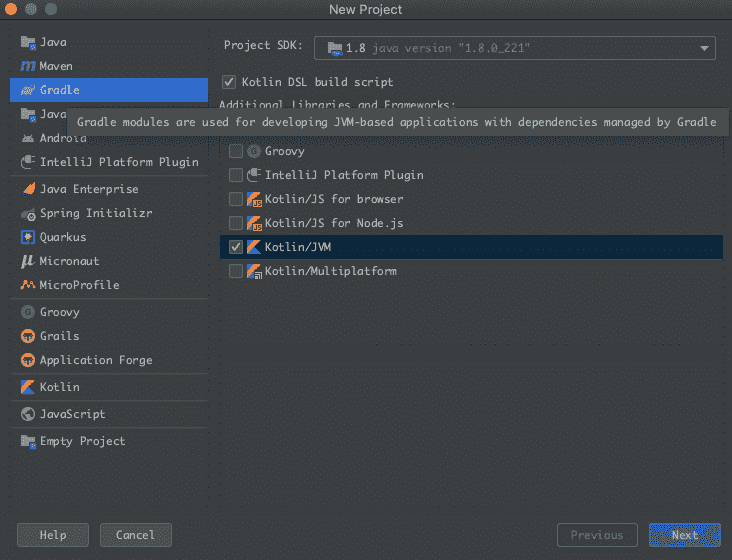 New Project
Java
Maven
Gradle
Java
Android
IntelliJ Platform Plugin
Java Enterprise
Spring Initializr
Quarkus
Micronaut
MicroProfile
Groovy
Grails
Application Forge
Kotlin
JavaScript
Empty Project
Project SDK: 1.8 java version "1.8.0_221"
Kotlin DSL build script
Additional Libraries and Frameworks:
Gradle modules are used for developing JVM-based applications with dependencies managed by Gradle
Groovy
IntelliJ Platform Plugin
Kotlin/JS for browser
Kotlin/JS for Node.js
Kotlin/JVM
Kotlin/Multiplatform
Help
Cancel
Previous
Next